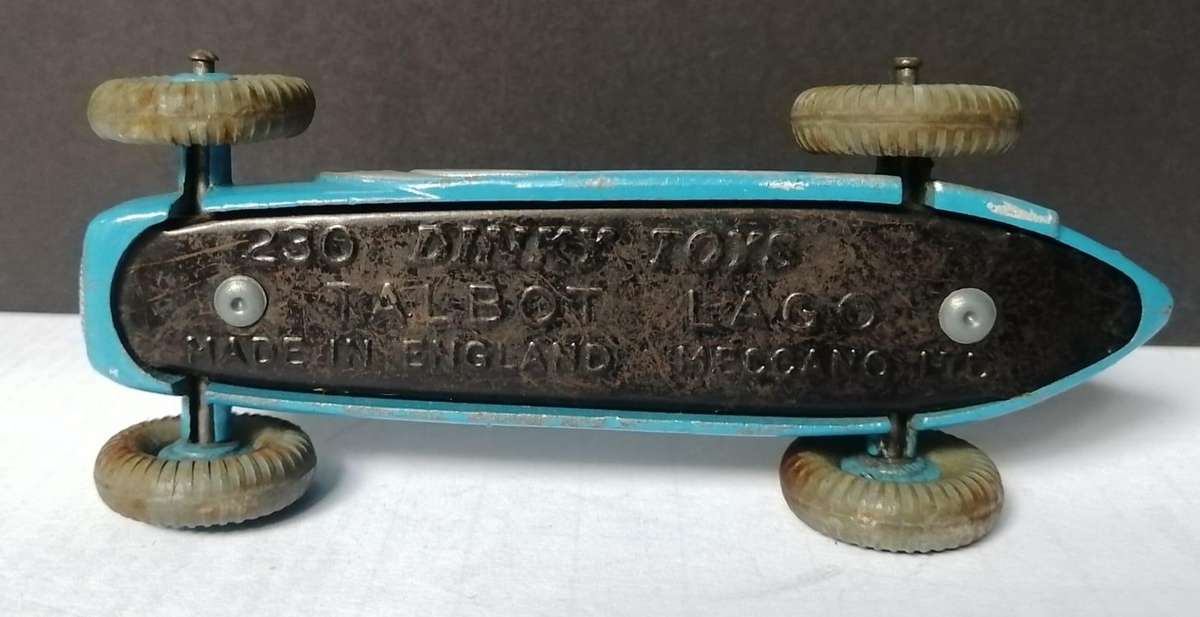 230 DINKY TOYS
TALBOT LAGO
MADE IN ENGLAND MECCANO LTD